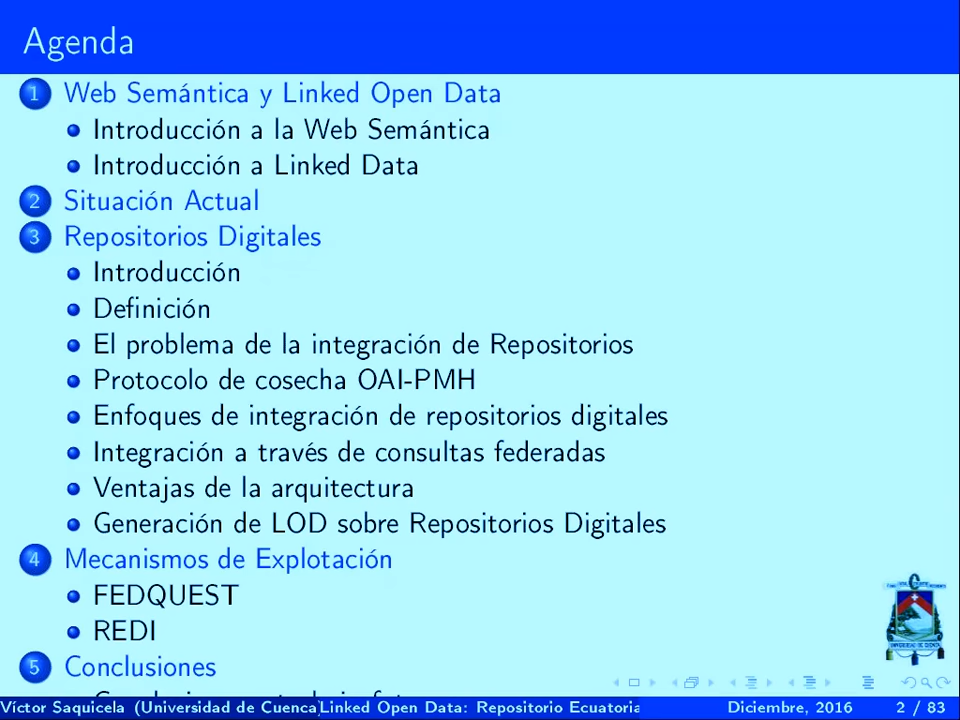 Agenda
1 Web Semántica y Linked Open Data
Introducción a la Web Semántica
Introducción a Linked Data
2 Situación Actual
3 Repositorios Digitales
Introducción
Definición
El problema de la integración de Repositorios
Protocolo de cosecha OAI-PMH
Enfoques de integración de repositorios digitales
Integración a través de consultas federadas
Ventajas de la arquitectura
Generación de LOD sobre Repositorios Digitales
4 Mecanismos de Explotación
FEDQUEST
REDI
5 Conclusiones
UNIVERSIDAD DE CUENCA
Víctor Saquicela (Universidad de Cuenca) Linked Open Data: Repositorio Ecuatoria Diciembre, 2016 2 / 83